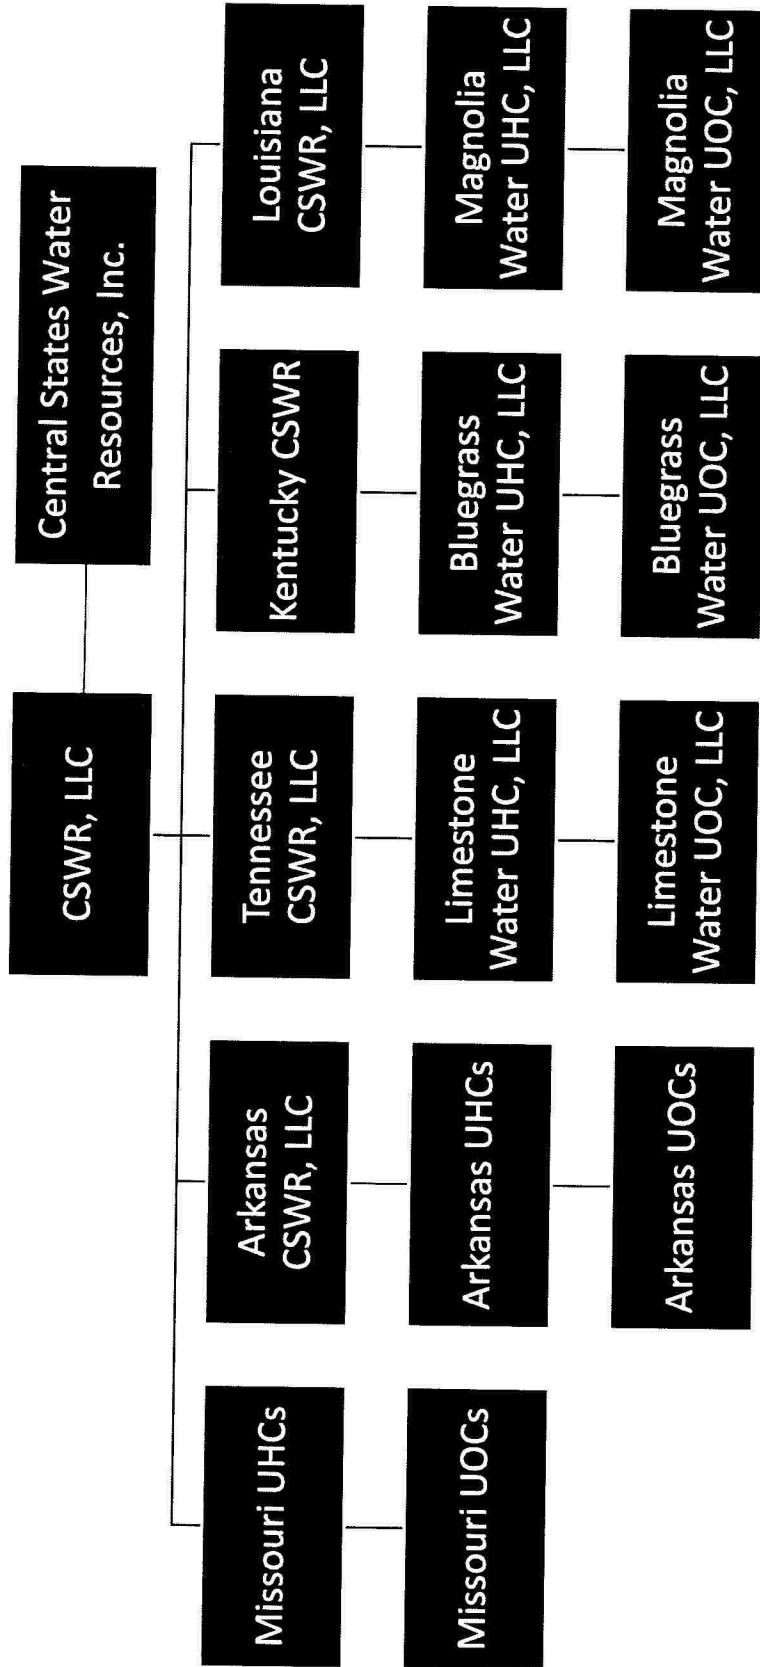 CSWR, LLC
Central States Water
Resources, Inc.
Missouri UHCs
Arkansas
CSWR, LLC
Tennessee
CSWR, LLC
Kentucky CSWR
Louisiana
CSWR, LLC
Missouri UOCs
Arkansas UHCs
Limestone
Water UHC, LLC
Bluegrass
Water UHC, LLC
Magnolia
Water UHC, LLC
Arkansas UOCs
Limestone
Water UOC, LLC
Bluegrass
Water UOC, LLC
Magnolia
Water UOC, LLC